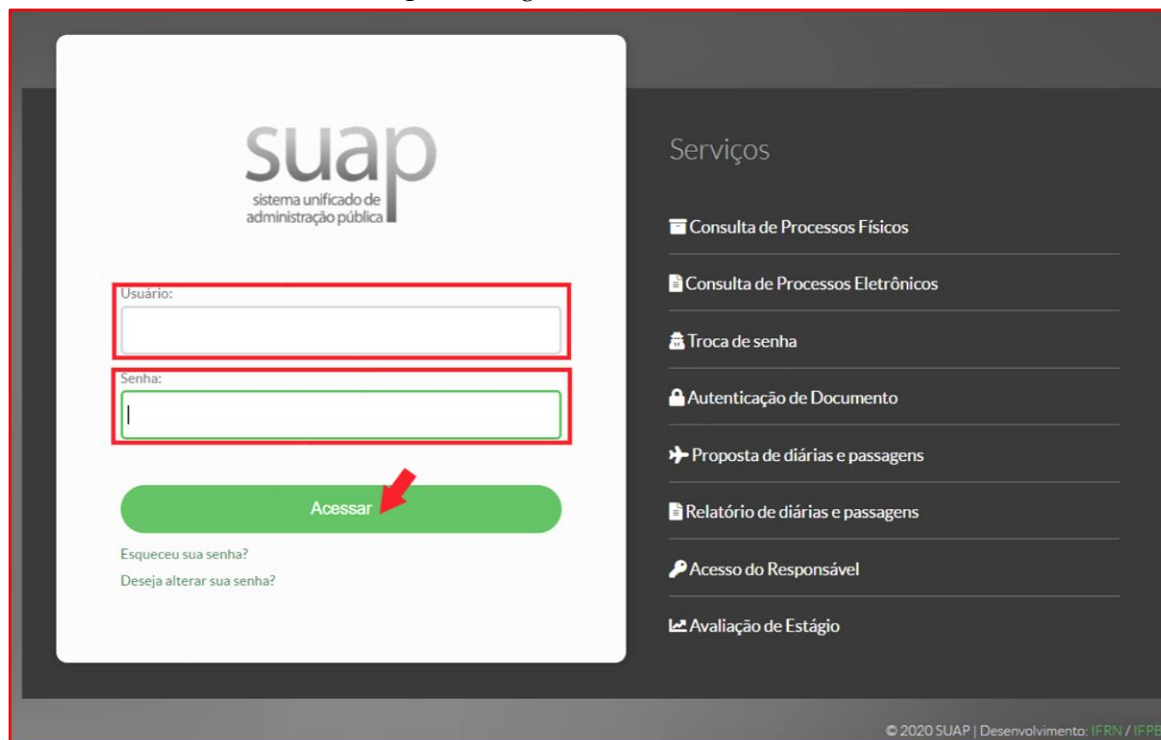 suap
sistema unificado de
administração pública
Usuário:
Senha:
Acessar
Esqueceu sua senha?
Deseja alterar sua senha?
Serviços
Consulta de Processos Físicos
Consulta de Processos Eletrônicos
Troca de senha
Autenticação de Documento
Proposta de diárias e passagens
Relatório de diárias e passagens
Acesso do Responsável
Avaliação de Estágio
© 2020 SUAP | Desenvolvimento: IFRN / IFPB